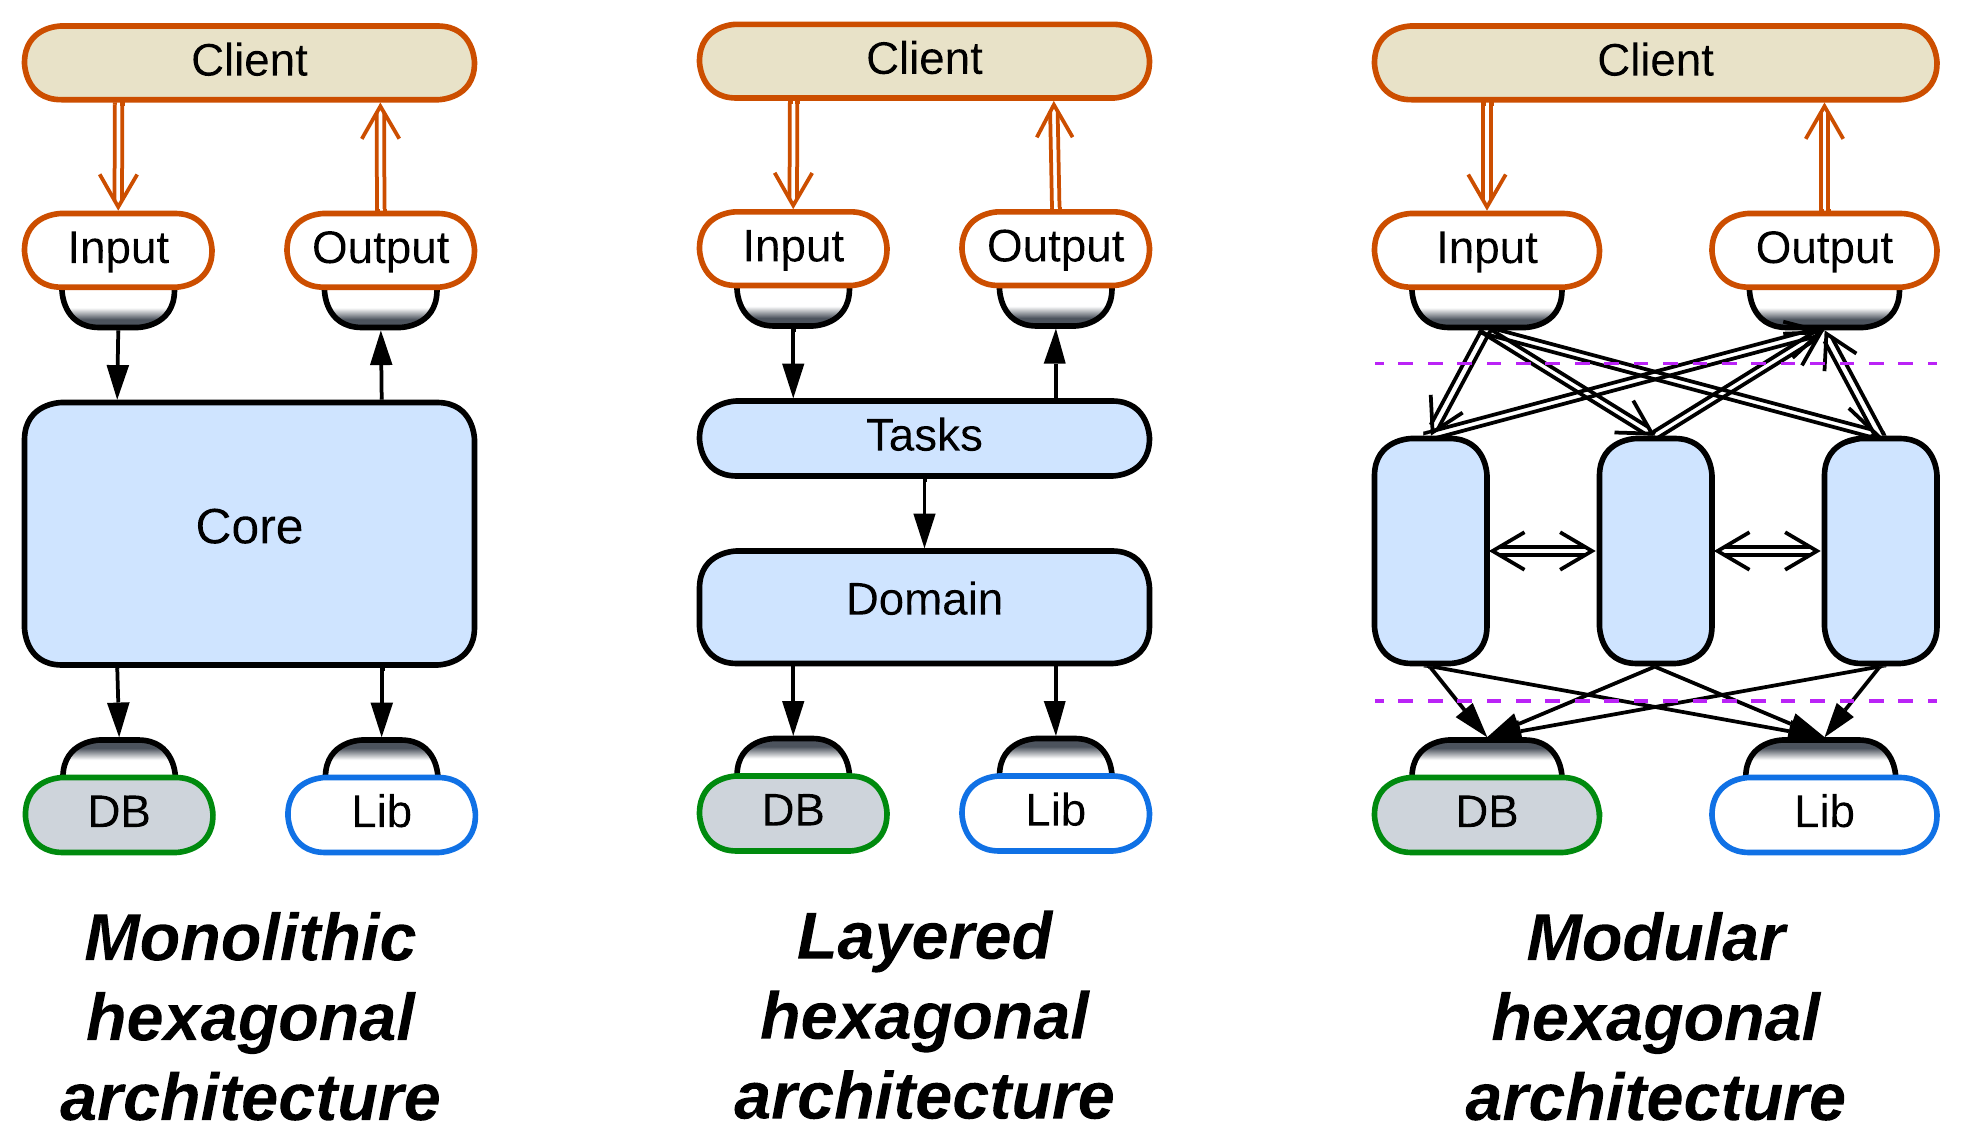 Client
Input
Output
Core
DB
Lib
Monolithic
hexagonal
architecture
Client
Input
Output
Tasks
Domain
DB
Lib
Layered
hexagonal
architecture
Client
Input
Output
DB
Lib
Modular
hexagonal
architecture